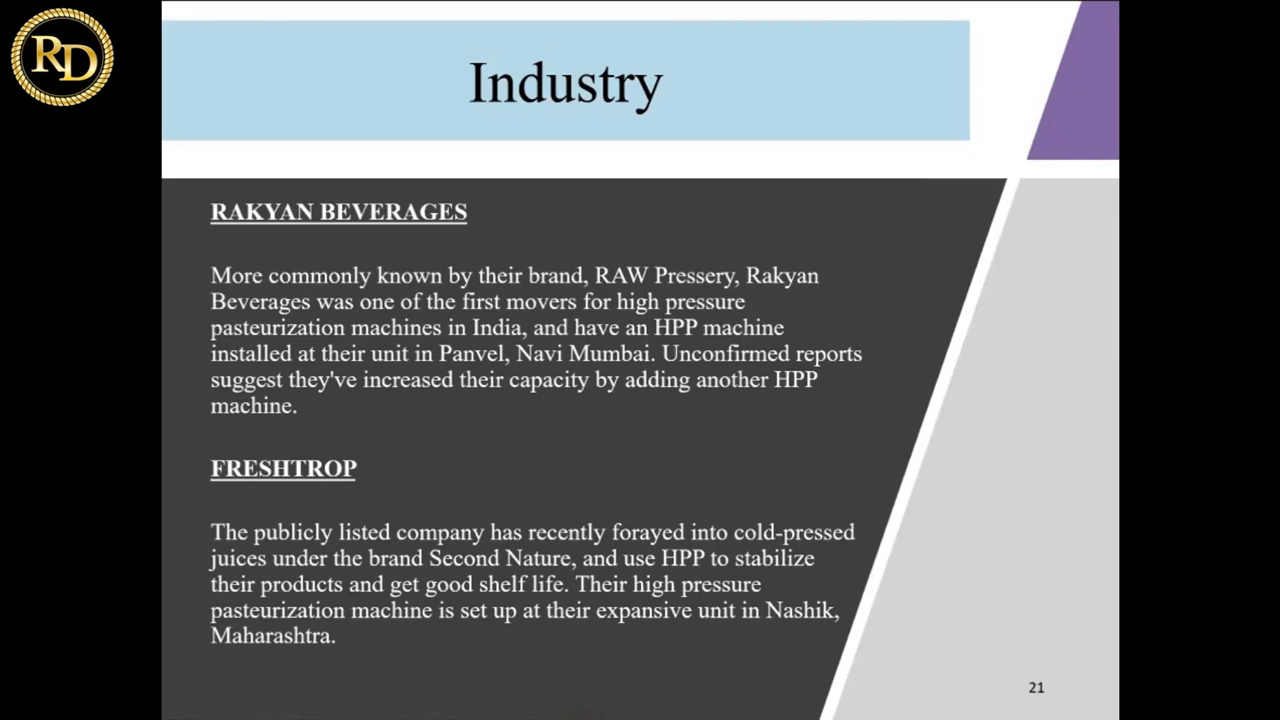 RD
Industry
RAKYAN BEVERAGES
More commonly known by their brand, RAW Pressery, Rakyan
Beverages was one of the first movers for high pressure
pasteurization machines in India, and have an HPP machine
installed at their unit in Panvel, Navi Mumbai. Unconfirmed reports
suggest they've increased their capacity by adding another HPP
machine.
FRESHTROP
The publicly listed company has recently forayed into cold-pressed
juices under the brand Second Nature, and use HPP to stabilize
their products and get good shelf life. Their high pressure
pasteurization machine is set up at their expansive unit in Nashik,
Maharashtra.
21